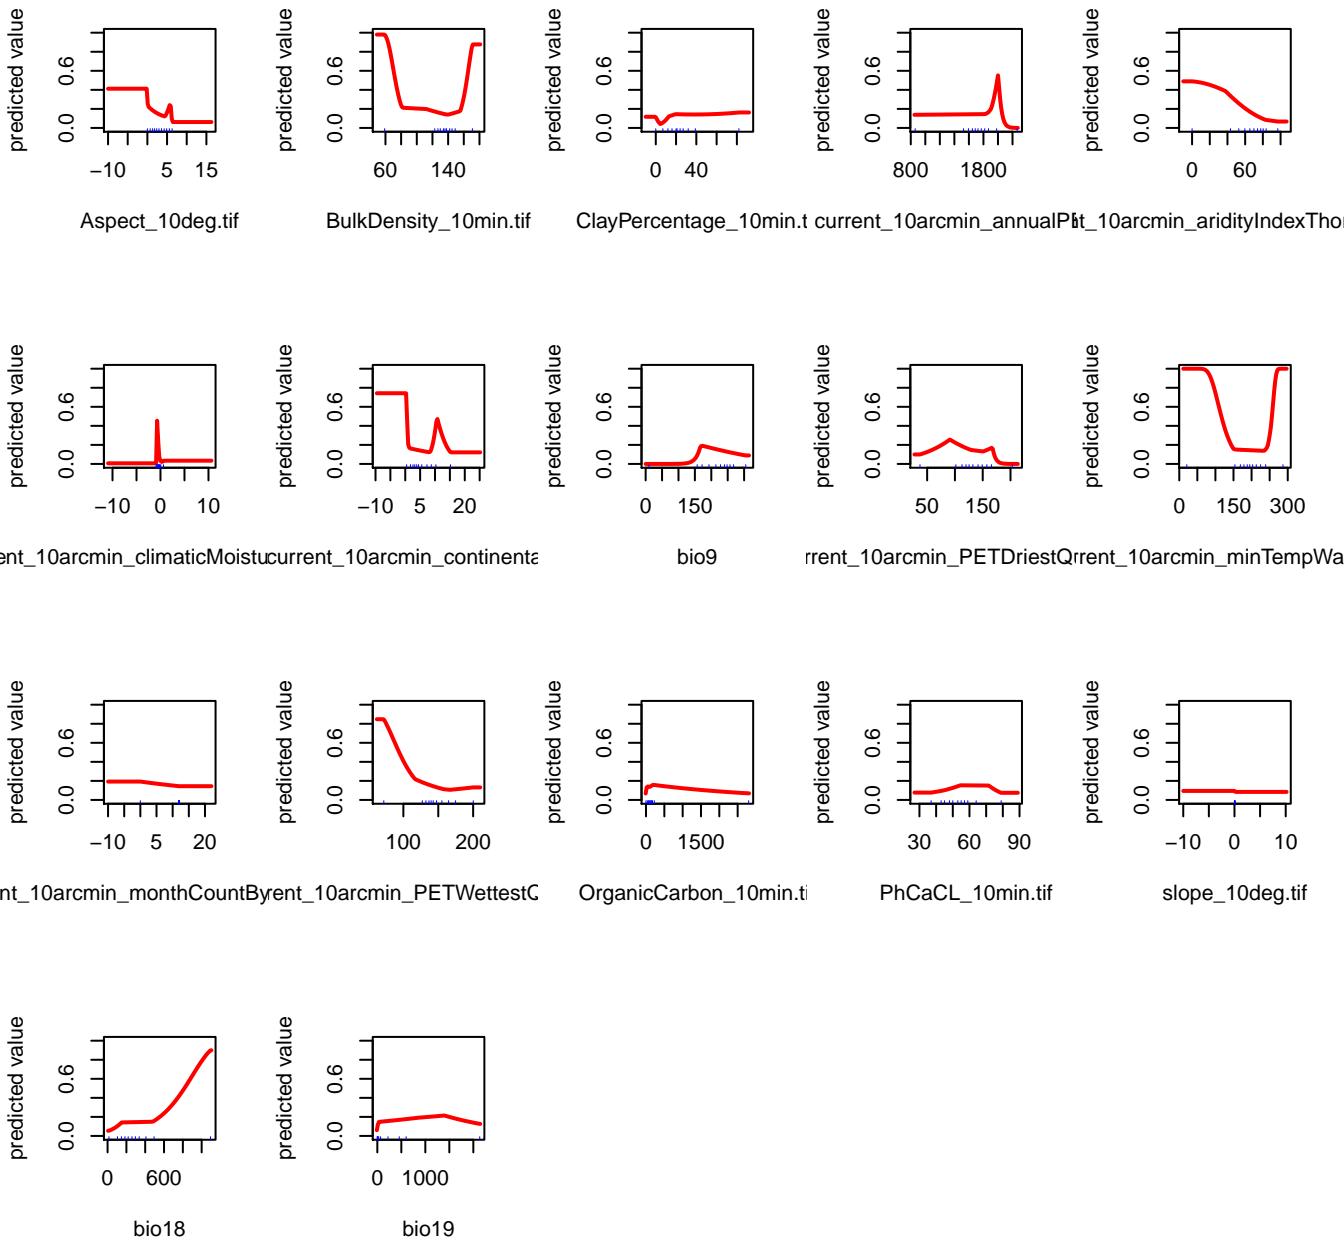 predicted value
0.0 0.6
−10 5 15
Aspect_10deg.tif
predicted value
0.0 0.6
60 140
BulkDensity_10min.tif
predicted value
0.0 0.6
0 40
ClayPercentage_10min.t
predicted value
0.0 0.6
800 1800
current_10arcmin_annualPE
predicted value
0.0 0.6
0 60
nt_10arcmin_aridityIndexThor
predicted value
0.0 0.6
−10 0 10
ent_10arcmin_climaticMoistu
predicted value
0.0 0.6
−10 5 20
current_10arcmin_continenta
predicted value
0.0 0.6
0 150
bio9
predicted value
0.0 0.6
50 150
rrent_10arcmin_PETDriestQ
predicted value
0.0 0.6
0 150 300
rrent_10arcmin_minTempWa
predicted value
0.0 0.6
−10 5 20
nt_10arcmin_monthCountBy
predicted value
0.0 0.6
100 200
rent_10arcmin_PETWettestQ
predicted value
0.0 0.6
0 1500
OrganicCarbon_10min.ti
predicted value
0.0 0.6
30 60 90
PhCaCL_10min.tif
predicted value
0.0 0.6
−10 0 10
slope_10deg.tif
predicted value
0.0 0.6
0 600
bio18
predicted value
0.0 0.6
0 1000
bio19